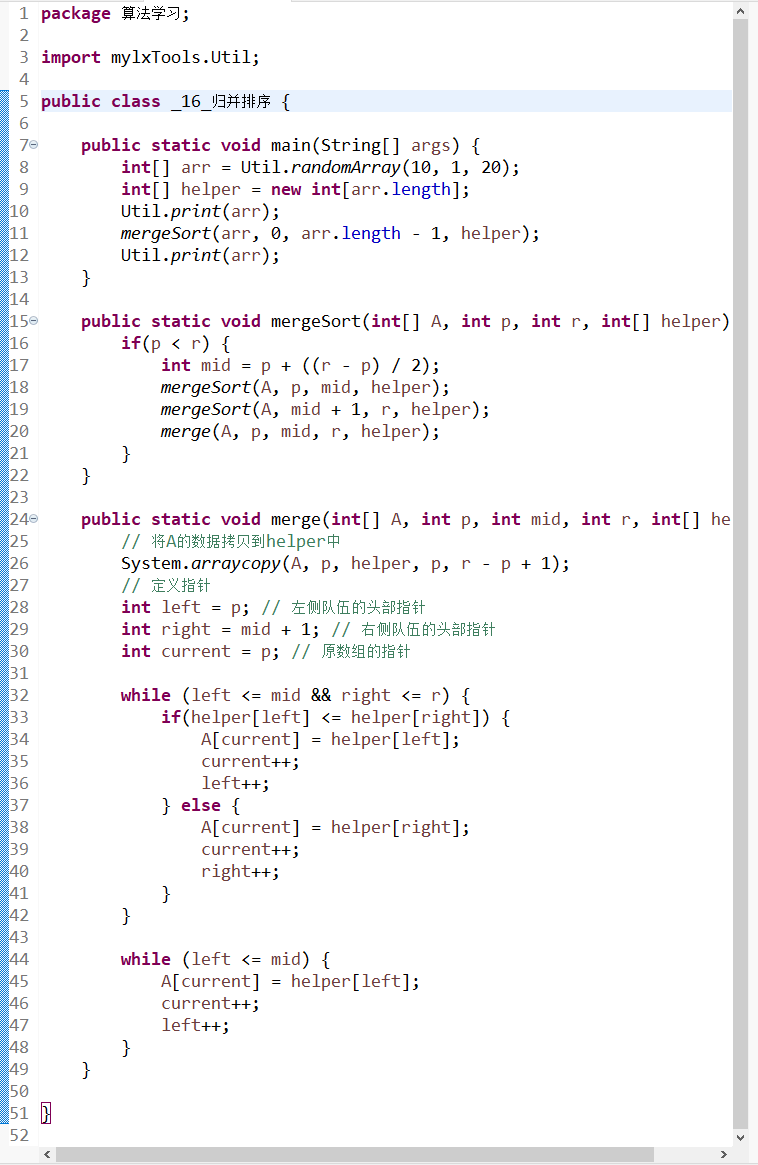 1 package 算法学习;
2
3 import mylxTools.Util;
4
5 public class _16_归并排序 {
6
7     public static void main(String[] args) {
8         int[] arr = Util.randomArray(10, 1, 20);
9         int[] helper = new int[arr.length];
10         Util.print(arr);
11         mergeSort(arr, 0, arr.length - 1, helper);
12         Util.print(arr);
13     }
14
15     public static void mergeSort(int[] A, int p, int r, int[] helper)
16         if(p < r) {
17             int mid = p + ((r - p) / 2);
18             mergeSort(A, p, mid, helper);
19             mergeSort(A, mid + 1, r, helper);
20             merge(A, p, mid, r, helper);
21         }
22     }
23
24     public static void merge(int[] A, int p, int mid, int r, int[] he
25         // 将A的数据拷贝到helper中
26         System.arraycopy(A, p, helper, p, r - p + 1);
27         // 定义指针
28         int left = p; // 左侧队伍的头部指针
29         int right = mid + 1; // 右侧队伍的头部指针
30         int current = p; // 原数组的指针
31
32         while (left <= mid && right <= r) {
33             if(helper[left] <= helper[right]) {
34                 A[current] = helper[left];
35                 current++;
36                 left++;
37             } else {
38                 A[current] = helper[right];
39                 current++;
40                 right++;
41             }
42         }
43
44         while (left <= mid) {
45             A[current] = helper[left];
46             current++;
47             left++;
48         }
49     }
50
51 }
52